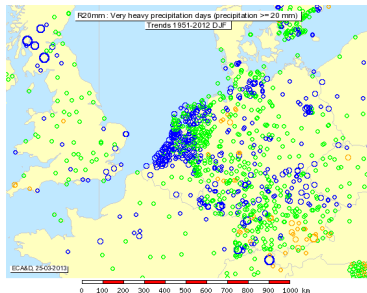 R20mm: Very heavy precipitation days (precipitation >= 20 mm)
Trends 1951-2012 DJF
ECA&D, 25-03-2013
0 100 200 300 400 500 600 700 800 900 1000 km